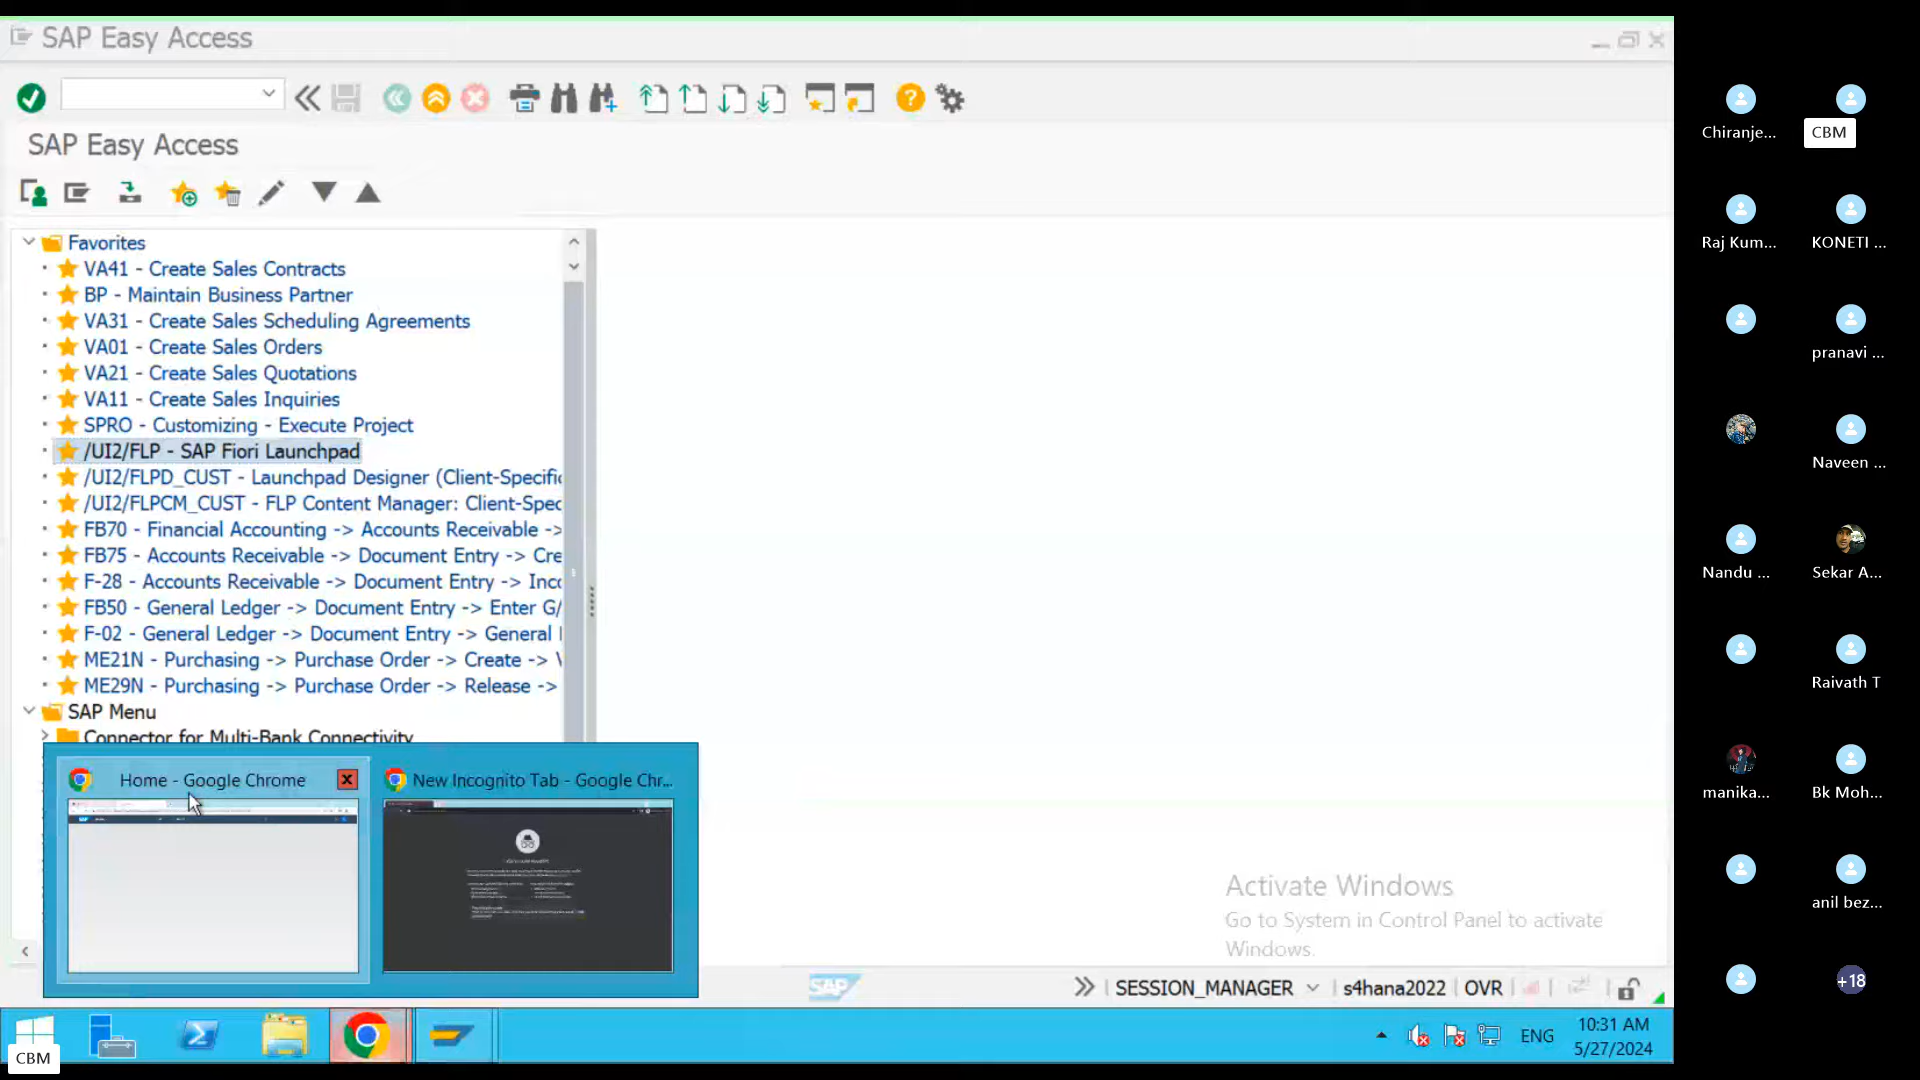 SAP Easy Access
SAP Easy Access
Favorites
VA41 - Create Sales Contracts
BP - Maintain Business Partner
VA31 - Create Sales Scheduling Agreements
VA01 - Create Sales Orders
VA21 - Create Sales Quotations
VA11 - Create Sales Inquiries
SPRO - Customizing - Execute Project
/UI2/FLP - SAP Fiori Launchpad
/UI2/FLPD_CUST - Launchpad Designer (Client-Specific
/UI2/FLPCM_CUST - FLP Content Manager: Client-Spec
FB70 - Financial Accounting -> Accounts Receivable ->
FB75 - Accounts Receivable -> Document Entry -> Cre
F-28 - Accounts Receivable -> Document Entry -> Inco
FB50 - General Ledger -> Document Entry -> Enter G/
F-02 - General Ledger -> Document Entry -> General
ME21N - Purchasing -> Purchase Order -> Create ->
ME29N - Purchasing -> Purchase Order -> Release ->
SAP Menu
Connector for Multi-Bank Connectivity
Home - Google Chrome
New Incognito Tab - Google Chr...
Activate Windows
Go to System in Control Panel to activate
Windows.
SAP
SESSION_MANAGER
s4hana2022
OVR
ENG
10:31 AM
5/27/2024
CBM
Chiranje...
CBM
Raj Kum...
KONETI ...
pranavi ...
Naveen ...
Nandu ...
Sekar A...
Raivath T
manika...
Bk Moh...
anil bez...
+18